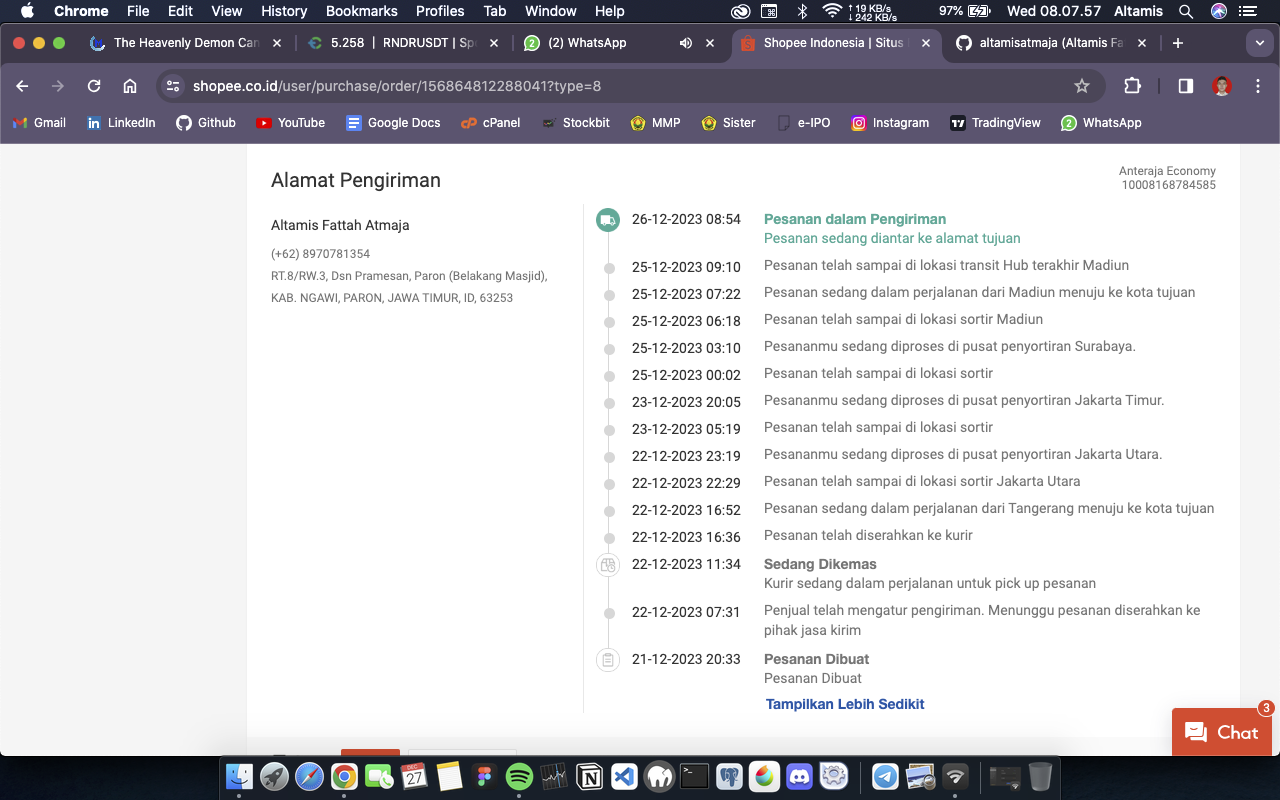 Chrome File Edit View History Bookmarks Profiles Tab Window Help 19 KB/s 242 KB/s 97% Wed 08.07.57 Altamis
The Heavenly Demon Can 5.258 | RNDRUSDT | Sp (2) WhatsApp Shopee Indonesia | Situs altamisatmaja (Altamis Fa
shopee.co.id/user/purchase/order/156864812288041?type=8
Gmail LinkedIn Github YouTube Google Docs cPanel Stockbit MMP Sister e-IPO Instagram TradingView 2 WhatsApp
Alamat Pengiriman
Anteraja Economy
10008168784585
Altamis Fattah Atmaja
(+62) 8970781354
RT.8/RW.3, Dsn Pramesan, Paron (Belakang Masjid),
KAB. NGAWI, PARON, JAWA TIMUR, ID, 63253
26-12-2023 08:54 Pesanan dalam Pengiriman
Pesanan sedang diantar ke alamat tujuan
25-12-2023 09:10 Pesanan telah sampai di lokasi transit Hub terakhir Madiun
25-12-2023 07:22 Pesanan sedang dalam perjalanan dari Madiun menuju ke kota tujuan
25-12-2023 06:18 Pesanan telah sampai di lokasi sortir Madiun
25-12-2023 03:10 Pesananmu sedang diproses di pusat penyortiran Surabaya.
25-12-2023 00:02 Pesanan telah sampai di lokasi sortir
23-12-2023 20:05 Pesananmu sedang diproses di pusat penyortiran Jakarta Timur.
23-12-2023 05:19 Pesanan telah sampai di lokasi sortir
22-12-2023 23:19 Pesananmu sedang diproses di pusat penyortiran Jakarta Utara.
22-12-2023 22:29 Pesanan telah sampai di lokasi sortir Jakarta Utara
22-12-2023 16:52 Pesanan sedang dalam perjalanan dari Tangerang menuju ke kota tujuan
22-12-2023 16:36 Pesanan telah diserahkan ke kurir
22-12-2023 11:34 Sedang Dikemas
Kurir sedang dalam perjalanan untuk pick up pesanan
22-12-2023 07:31 Penjual telah mengatur pengiriman. Menunggu pesanan diserahkan ke
pihak jasa kirim
21-12-2023 20:33 Pesanan Dibuat
Pesanan Dibuat
Tampilkan Lebih Sedikit
3
Chat
DEC
27